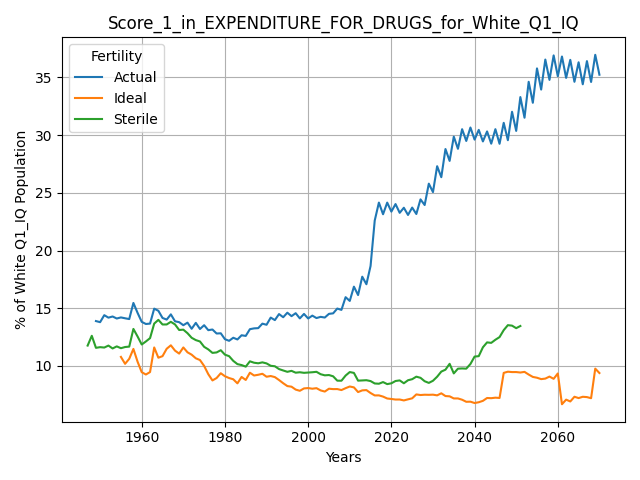 Score_1_in_EXPENDITURE_FOR_DRUGS_for_White_Q1_IQ
Fertility
Actual
Ideal
Sterile
% of White Q1_IQ Population
35
30
25
20
15
10
1960
1980
2000
2020
2040
2060
Years